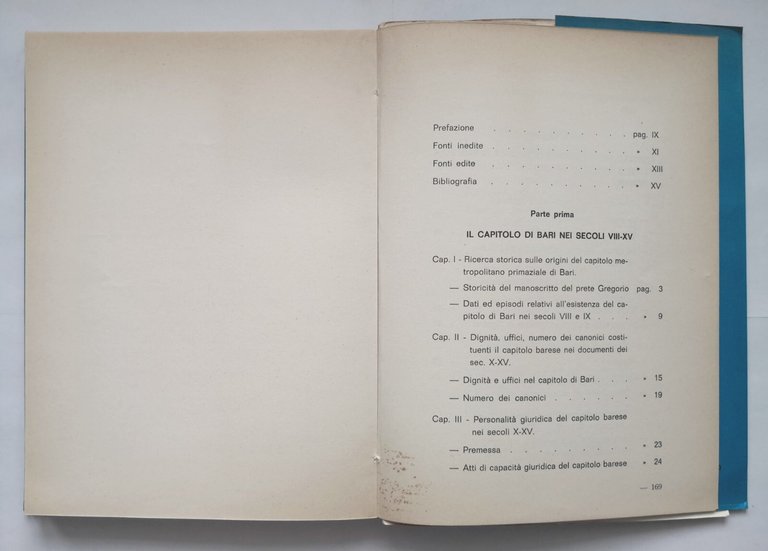 Prefazione . . . . . . . . . . pag. IX
Fonti inedite . . . . . . . . . . » XI
Fonti edite . . . . . . . . . . » XIII
Bibliografia . . . . . . . . . . » XV
Parte prima
IL CAPITOLO DI BARI NEI SECOLI VIII-XV
Cap. I - Ricerca storica sulle origini del capitolo me-
tropolitano primaziale di Bari.
— Storicità del manoscritto del prete Gregorio pag. 3
— Dati ed episodi relativi all'esistenza del ca-
pitolo di Bari nei secoli VIII e IX . . . » 9
Cap. II - Dignità, uffici, numero dei canonici costi-
tuenti il capitolo barese nei documenti dei
sec. X-XV.
— Dignità e uffici nel capitolo di Bari . . . » 15
— Numero dei canonici . . . . . . » 19
Cap. III - Personalità giuridica del capitolo barese
nei secoli X-XV.
— Premessa . . . . . . . . . » 23
— Atti di capacità giuridica del capitolo barese » 24
— 169